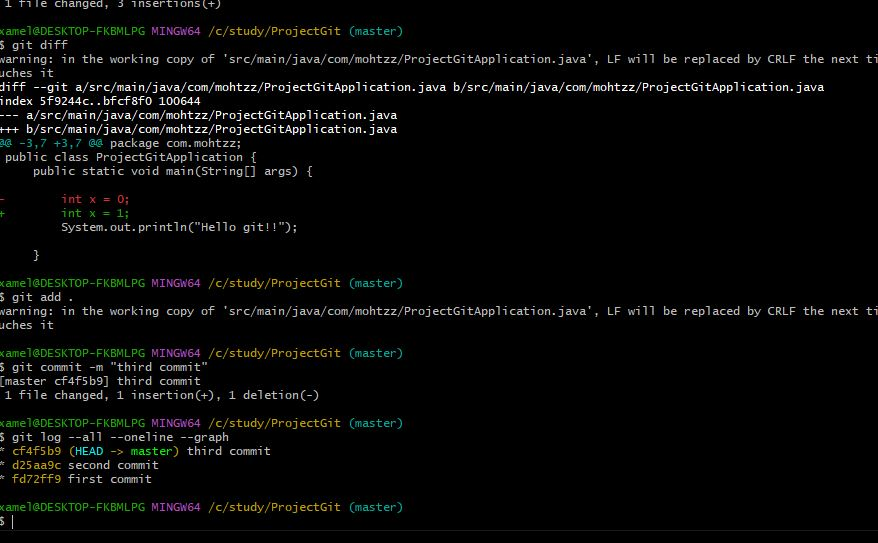 1 file changed, 3 insertions(+)
xamel@DESKTOP-FKBMLPG MINGW64 /c/study/ProjectGit (master)
$ git diff
warning: in the working copy of 'src/main/java/com/mohtzz/ProjectGitApplication.java', LF will be replaced by CRLF the next ti
uches it
diff --git a/src/main/java/com/mohtzz/ProjectGitApplication.java b/src/main/java/com/mohtzz/ProjectGitApplication.java
index 5f9244c..bfcf8f0 100644
--- a/src/main/java/com/mohtzz/ProjectGitApplication.java
+++ b/src/main/java/com/mohtzz/ProjectGitApplication.java
@@ -3,7 +3,7 @@ package com.mohtzz;
public class ProjectGitApplication {
public static void main(String[] args) {
- int x = 0;
+ int x = 1;
System.out.println("Hello git!!");
}
xamel@DESKTOP-FKBMLPG MINGW64 /c/study/ProjectGit (master)
$ git add .
warning: in the working copy of 'src/main/java/com/mohtzz/ProjectGitApplication.java', LF will be replaced by CRLF the next ti
uches it
xamel@DESKTOP-FKBMLPG MINGW64 /c/study/ProjectGit (master)
$ git commit -m "third commit"
[master cf4f5b9] third commit
1 file changed, 1 insertion(+), 1 deletion(-)
xamel@DESKTOP-FKBMLPG MINGW64 /c/study/ProjectGit (master)
$ git log --all --oneline --graph
* cf4f5b9 (HEAD -> master) third commit
* d25aa9c second commit
* fd72ff9 first commit
xamel@DESKTOP-FKBMLPG MINGW64 /c/study/ProjectGit (master)
$